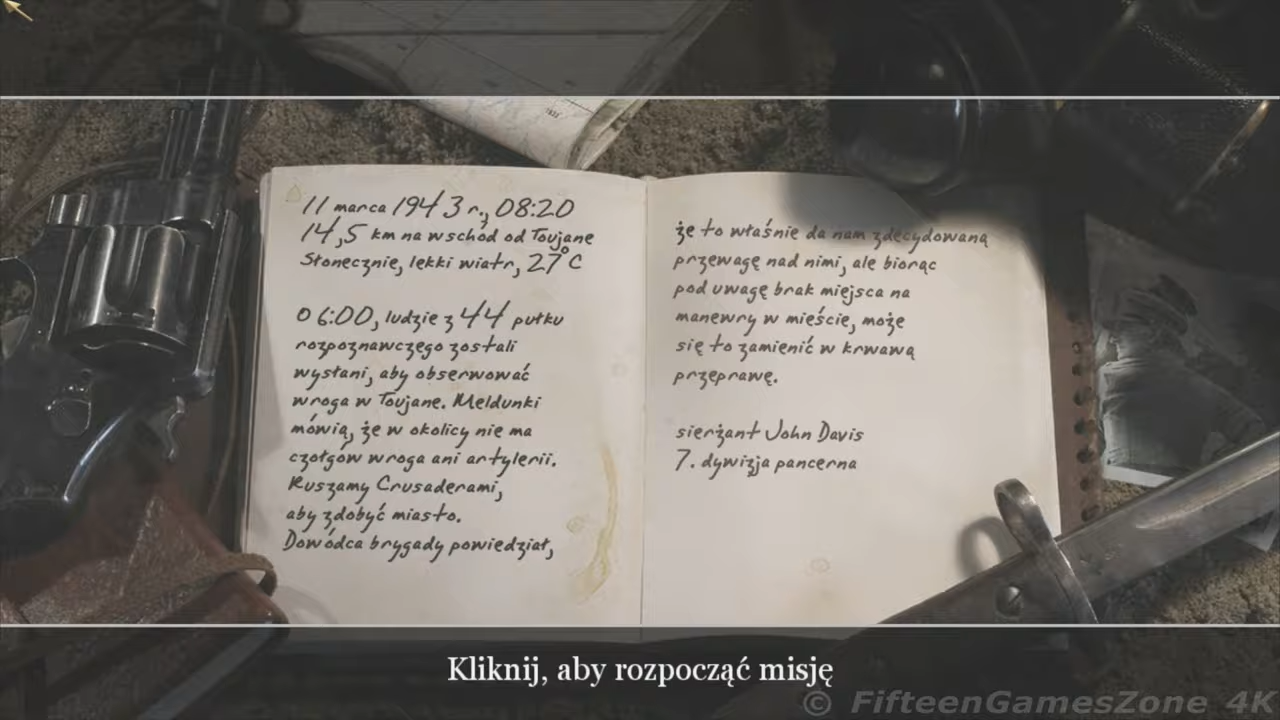 11 marca 1943 r., 08:20
14,5 km na wschód od Toujane
Słonecznie, lekki wiatr, 27°C
O 6:00, ludzie z 44 pułku
rozpoznawczego zostali
wysłani, aby obserwować
wroga w Toujane. Meldunki
mówią, że w okolicy nie ma
czołgów wroga ani artylerii.
Ruszamy Crusaderami,
aby zdobyć miasto.
Dowódca brygady powiedział,
że to właśnie da nam zdecydowaną
przewagę nad nimi, ale biorąc
pod uwagę brak miejsca na
manewry w mieście, może
się to zamienić w krwawą
przeprawę.
sierżant John Davis
7. dywizja pancerna
Kliknij, aby rozpocząć misję
© FifteenGamesZone 4K